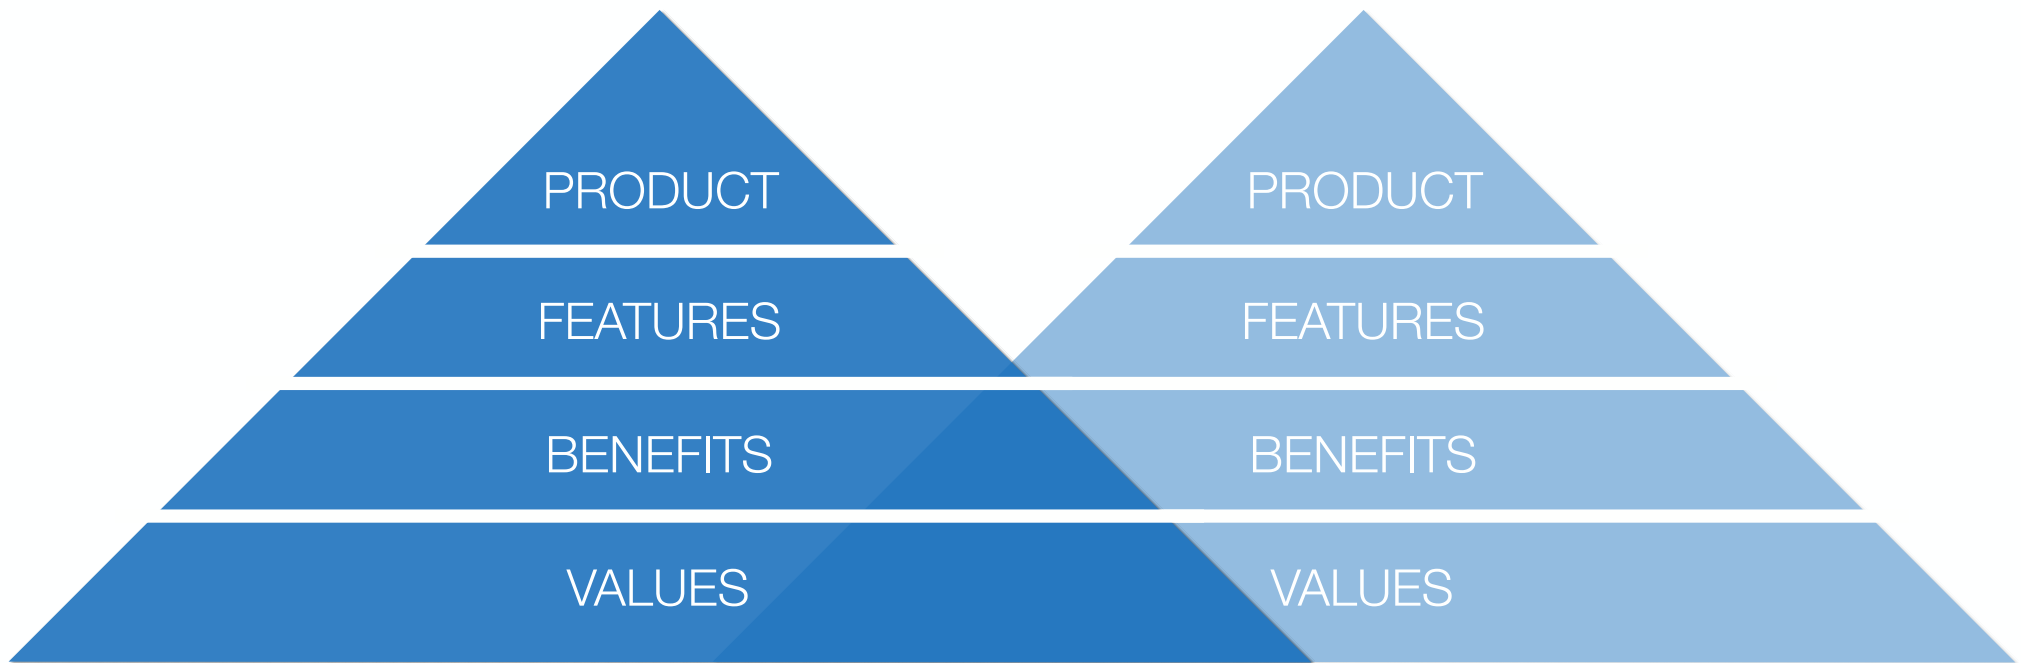 PRODUCT
FEATURES
BENEFITS
VALUES
PRODUCT
FEATURES
BENEFITS
VALUES